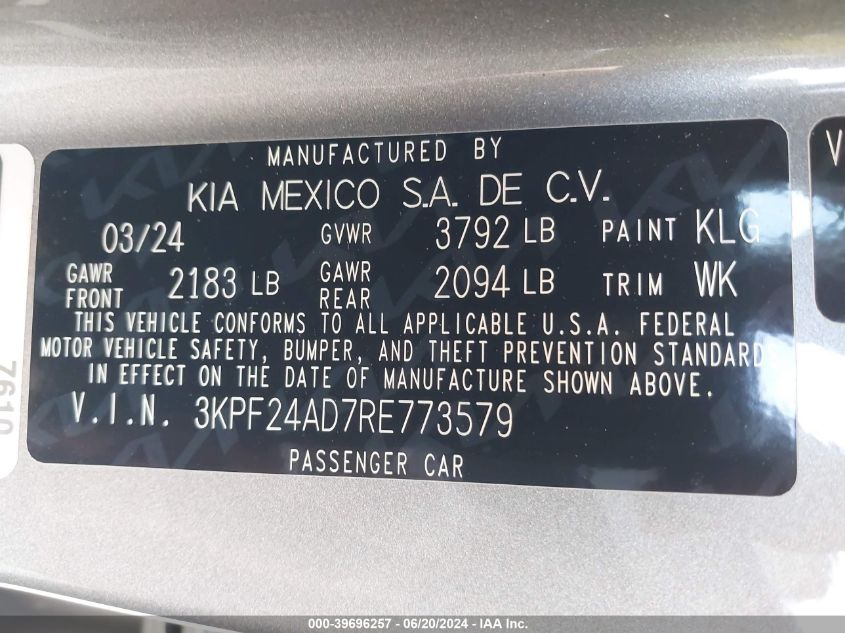 MANUFACTURED BY
KIA MEXICO S.A. DE C.V.
03/24 GVWR 3792 LB PAINT KLG
GAWR FRONT 2183 LB GAWR REAR 2094 LB TRIM WK
THIS VEHICLE CONFORMS TO ALL APPLICABLE U.S.A. FEDERAL
MOTOR VEHICLE SAFETY, BUMPER, AND THEFT PREVENTION STANDARDS
IN EFFECT ON THE DATE OF MANUFACTURE SHOWN ABOVE.
V.I.N. 3KPF24AD7RE773579
PASSENGER CAR
V
7610
000-39696257 - 06/20/2024 - IAA Inc.